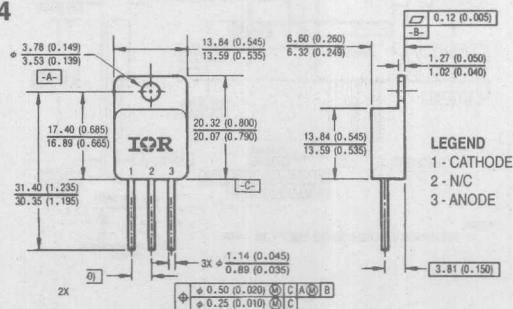 4
⏥ 0.12 (0.005)
-B-
⌀ 3.78 (0.149)
3.53 (0.139)
-A-
13.84 (0.545)
13.59 (0.535)
6.60 (0.260)
6.32 (0.249)
1.27 (0.050)
1.02 (0.040)
17.40 (0.685)
16.89 (0.665)
20.32 (0.800)
20.07 (0.790)
13.84 (0.545)
13.59 (0.535)
IOR
1 2 3
31.40 (1.235)
30.35 (1.195)
-C-
LEGEND
1 - CATHODE
2 - N/C
3 - ANODE
3X ⌀ 1.14 (0.045)
0.89 (0.035)
3.81 (0.150)
2X
⌖ ⌀ 0.50 (0.020) Ⓜ C A Ⓜ B
⌀ 0.25 (0.010) Ⓜ C